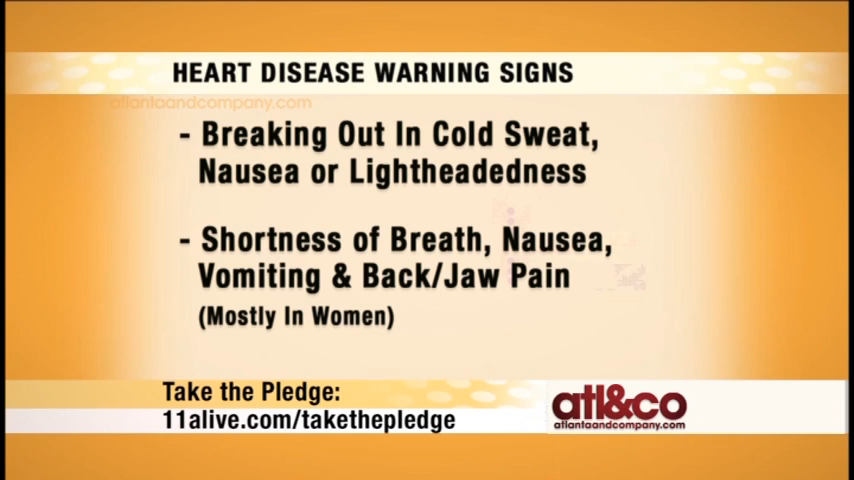 HEART DISEASE WARNING SIGNS
atlantaandcompany.com
- Breaking Out In Cold Sweat,
Nausea or Lightheadedness
- Shortness of Breath, Nausea,
Vomiting & Back/Jaw Pain
(Mostly In Women)
Take the Pledge:
11alive.com/takethepledge
atl&co
atlantaandcompany.com